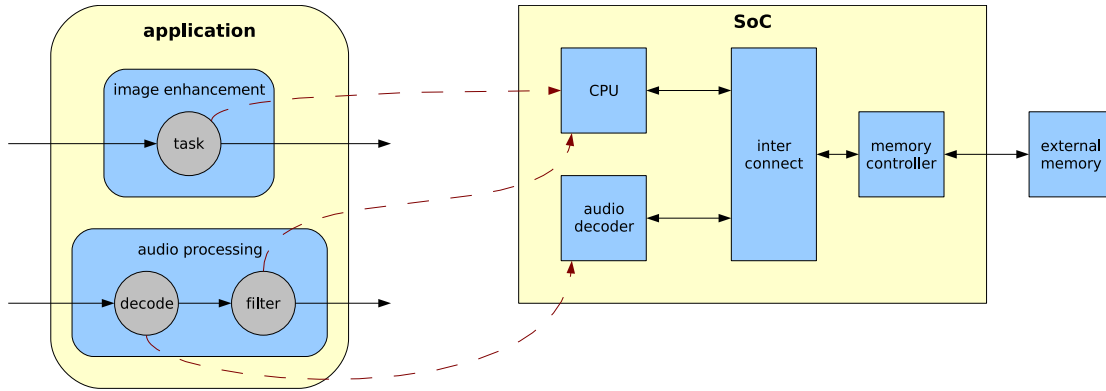 application
image enhancement
task
audio processing
decode
filter
SoC
CPU
audio
decoder
inter
connect
memory
controller
external
memory